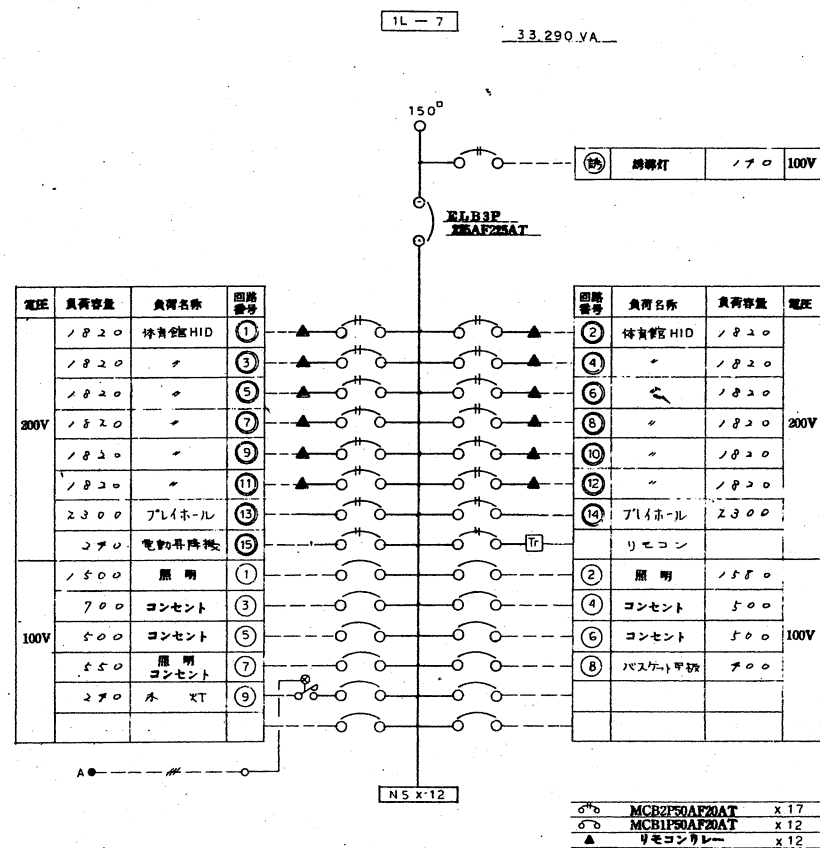 1L — 7
33,290 VA
150□
誘 誘導灯 170 100V
ELB3P
225AF225AT
電圧 負荷容量 負荷名称 回路番号
回路番号 負荷名称 負荷容量 電圧
200V
1820 体育館HID 1
2 体育館HID 1820
200V
1820 〃 3
4 〃 1820
1820 〃 5
6 〃 1820
1820 〃 7
8 〃 1820
1820 〃 9
10 〃 1820
1820 〃 11
12 〃 1820
2300 プレイホール 13
14 プレイホール 2300
270 電動昇降機 15
Tr リモコン
100V
1500 照明 1
2 照明 1580
100V
700 コンセント 3
4 コンセント 500
500 コンセント 5
6 コンセント 500
550 照明 コンセント 7
8 バスケット 700
270 灯 9
A
NS X-12
MCB2P50AF20AT x 17
MCB1P50AF20AT x 12
リモコンリレー x 12